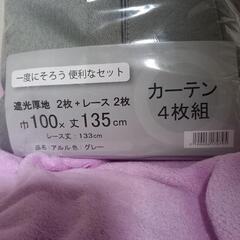 一度にそろう 便利なセット
遮光厚地 2枚+レース 2枚
巾100×丈135cm
レース丈:133cm
品名:アルル 色:グレー
カーテン
4枚組